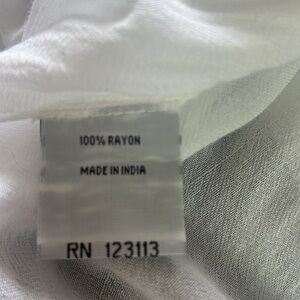 100% RAYON
MADE IN INDIA
RN 123113